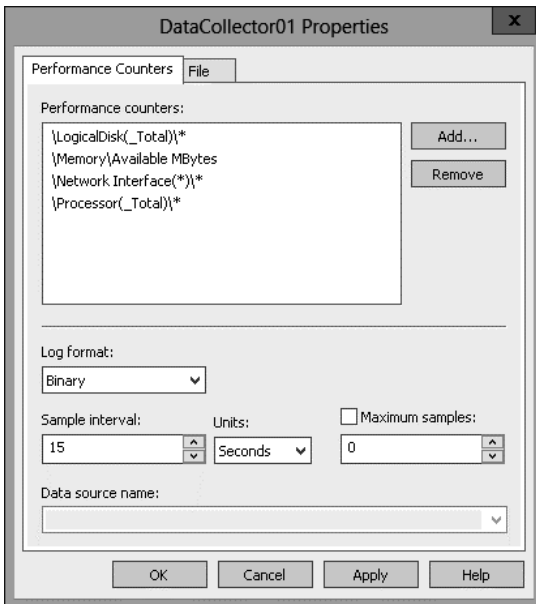 DataCollector01 Properties
x
Performance Counters
File
Performance counters:
\LogicalDisk(_Total)\*
\Memory\Available MBytes
\Network Interface(*)\*
\Processor(_Total)\*
Add...
Remove
Log format:
Binary
Sample interval:
Units:
Maximum samples:
15
Seconds
0
Data source name:
OK
Cancel
Apply
Help